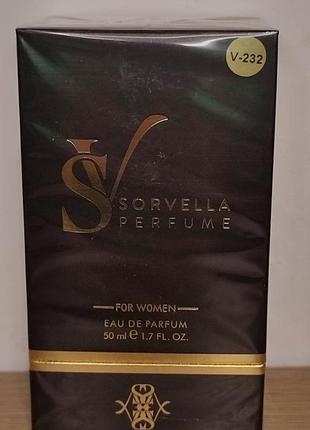 V-232
SV
SORVELLA
PERFUME
FOR WOMEN
EAU DE PARFUM
50 ml e 1.7 FL. OZ.